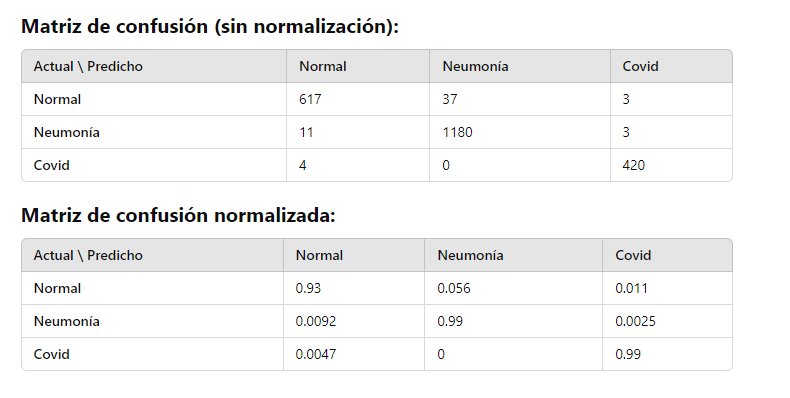 Matriz de confusión (sin normalización):
Actual \ Predicho Normal Neumonía Covid
Normal 617 37 3
Neumonía 11 1180 3
Covid 4 0 420
Matriz de confusión normalizada:
Actual \ Predicho Normal Neumonía Covid
Normal 0.93 0.056 0.011
Neumonía 0.0092 0.99 0.0025
Covid 0.0047 0 0.99